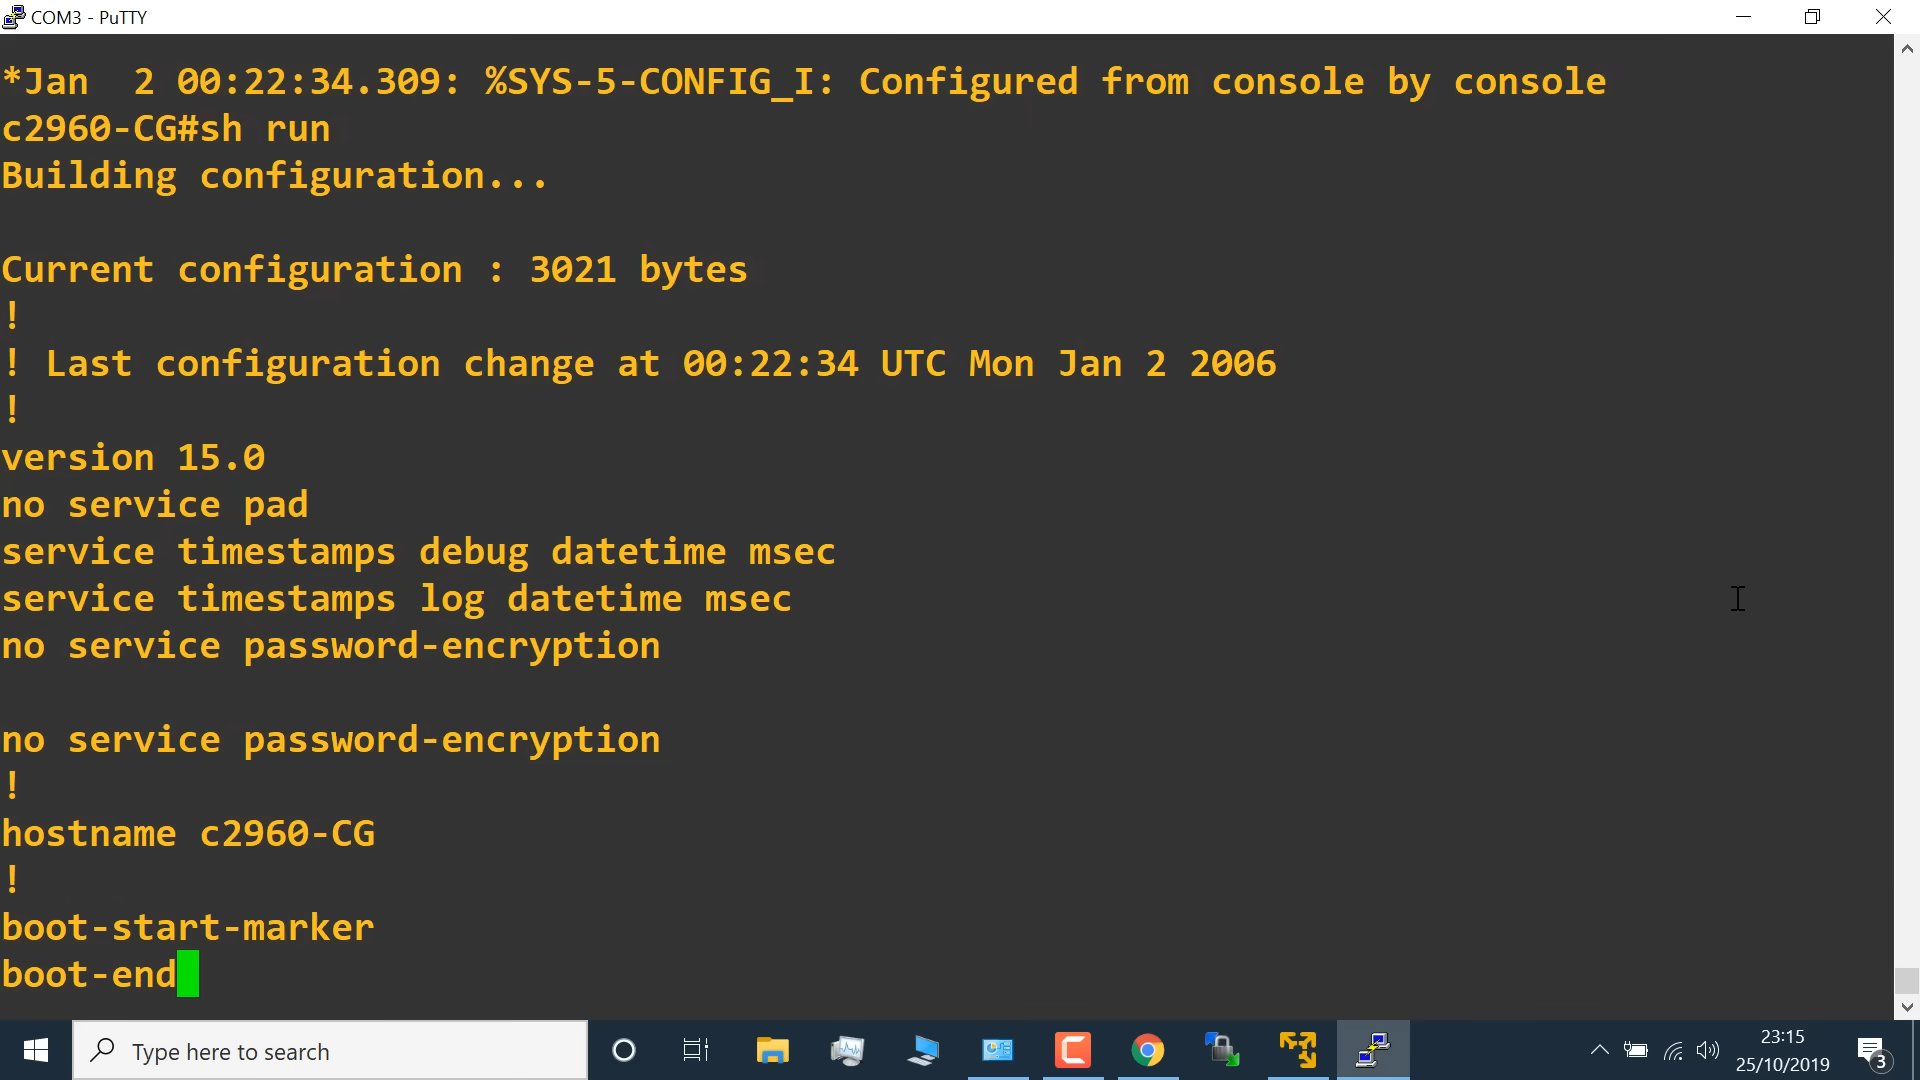 COM3 - PuTTY
*Jan  2 00:22:34.309: %SYS-5-CONFIG_I: Configured from console by console
c2960-CG#sh run
Building configuration...
Current configuration : 3021 bytes
!
! Last configuration change at 00:22:34 UTC Mon Jan 2 2006
!
version 15.0
no service pad
service timestamps debug datetime msec
service timestamps log datetime msec
no service password-encryption
no service password-encryption
!
hostname c2960-CG
!
boot-start-marker
boot-end
Type here to search
23:15
25/10/2019
3